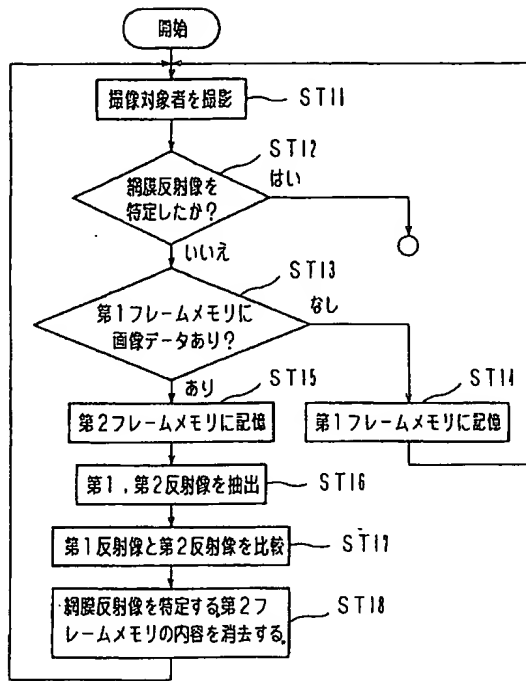 開始
撮像対象者を撮影
ST11
ST12
網膜反射像を
特定したか?
はい
いいえ
ST13
第1フレームメモリに
画像データあり?
なし
あり
ST15
ST14
第2フレームメモリに記憶
第1フレームメモリに記憶
第1,第2反射像を抽出
ST16
第1反射像と第2反射像を比較
ST17
網膜反射像を特定する,第2フ
レームメモリの内容を消去する.
ST18